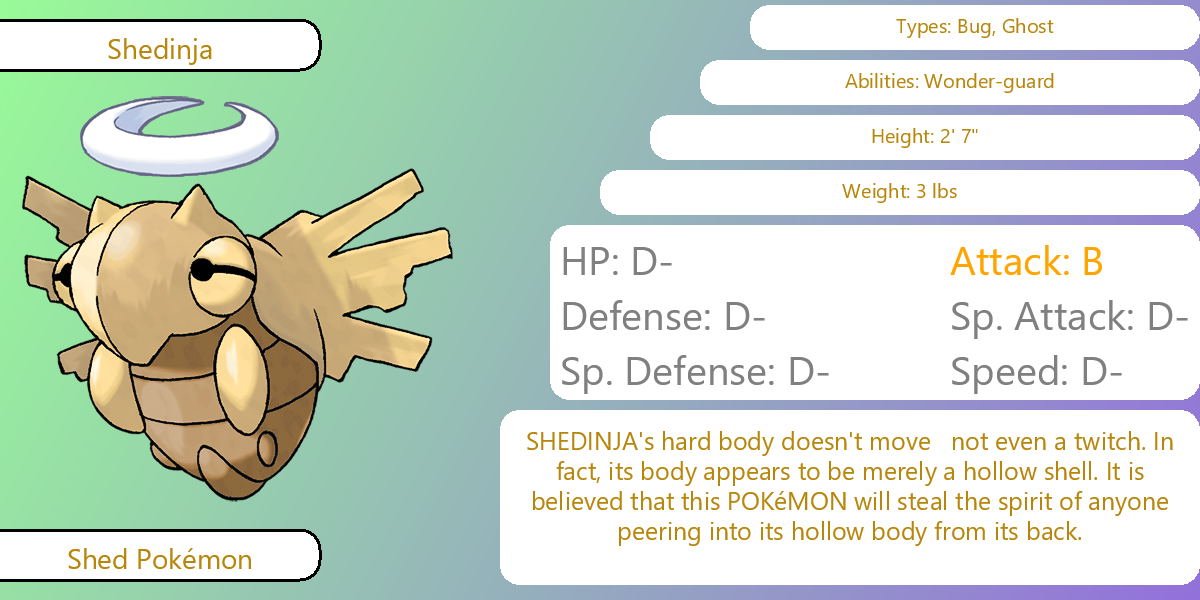 Shedinja
Types: Bug, Ghost
Abilities: Wonder-guard
Height: 2' 7"
Weight: 3 lbs
HP: D-
Attack: B
Defense: D-
Sp. Attack: D-
Sp. Defense: D-
Speed: D-
SHEDINJA's hard body doesn't move   not even a twitch. In
fact, its body appears to be merely a hollow shell. It is
believed that this POKéMON will steal the spirit of anyone
peering into its hollow body from its back.
Shed Pokémon